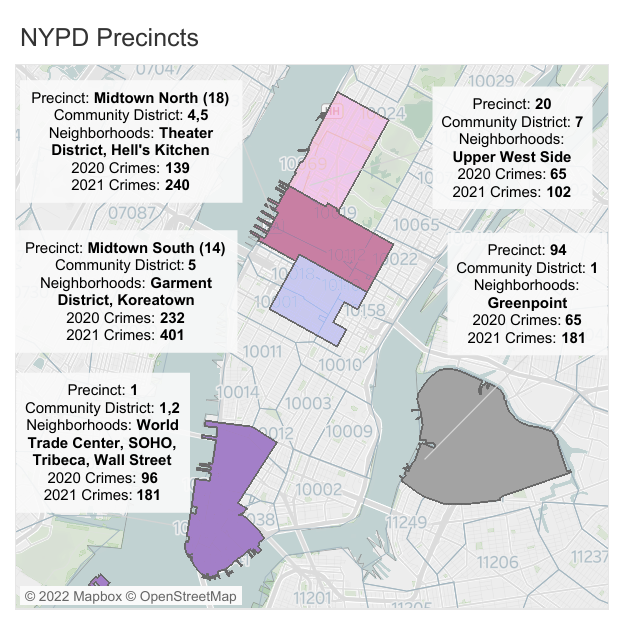 NYPD Precincts
07047
10029
Precinct: Midtown North (18)
Community District: 4,5
Neighborhoods: Theater
District, Hell's Kitchen
2020 Crimes: 139
2021 Crimes: 240
Precinct: 20
Community District: 7
Neighborhoods:
Upper West Side
2020 Crimes: 65
2021 Crimes: 102
07087
10065
Precinct: Midtown South (14)
Community District: 5
Neighborhoods: Garment
District, Koreatown
2020 Crimes: 232
2021 Crimes: 401
Precinct: 94
Community District: 1
Neighborhoods:
Greenpoint
2020 Crimes: 65
2021 Crimes: 181
10011
10010
Precinct: 1
Community District: 1,2
Neighborhoods: World
Trade Center, SOHO,
Tribeca, Wall Street
2020 Crimes: 96
2021 Crimes: 181
10014
10003
10009
10002
11249
11206
11237
11201
© 2022 Mapbox © OpenStreetMap